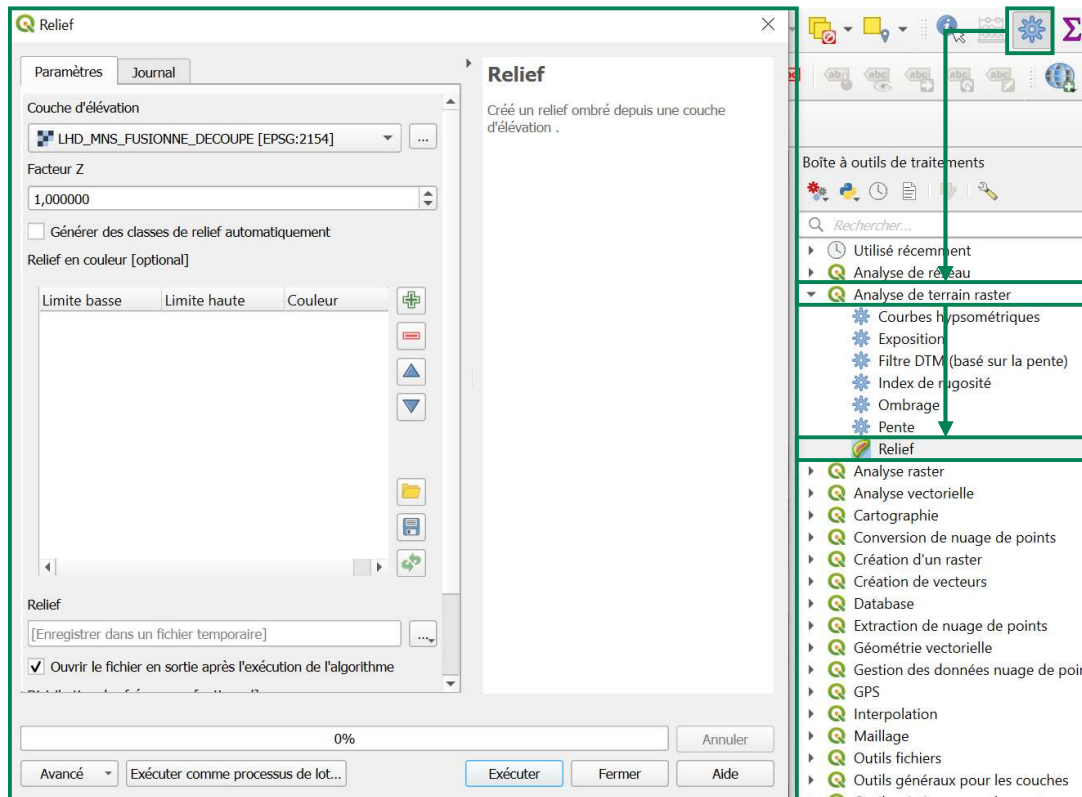 Relief
Paramètres
Journal
Couche d'élévation
LHD_MNS_FUSIONNE_DECOUPE [EPSG:2154]
...
Facteur Z
1,000000
Générer des classes de relief automatiquement
Relief en couleur [optional]
Limite basse Limite haute Couleur
Relief
[Enregistrer dans un fichier temporaire]
...
Ouvrir le fichier en sortie après l'exécution de l'algorithme
0%
Annuler
Avancé
Exécuter comme processus de lot...
Exécuter
Fermer
Aide
Relief
Créé un relief ombré depuis une couche
d'élévation .
Boîte à outils de traitements
Rechercher...
Utilisé récemment
Analyse de réseau
Analyse de terrain raster
Courbes hypsométriques
Exposition
Filtre DTM (basé sur la pente)
Index de rugosité
Ombrage
Pente
Relief
Analyse raster
Analyse vectorielle
Cartographie
Conversion de nuage de points
Création d'un raster
Création de vecteurs
Database
Extraction de nuage de points
Géométrie vectorielle
Gestion des données nuage de poin
GPS
Interpolation
Maillage
Outils fichiers
Outils généraux pour les couches